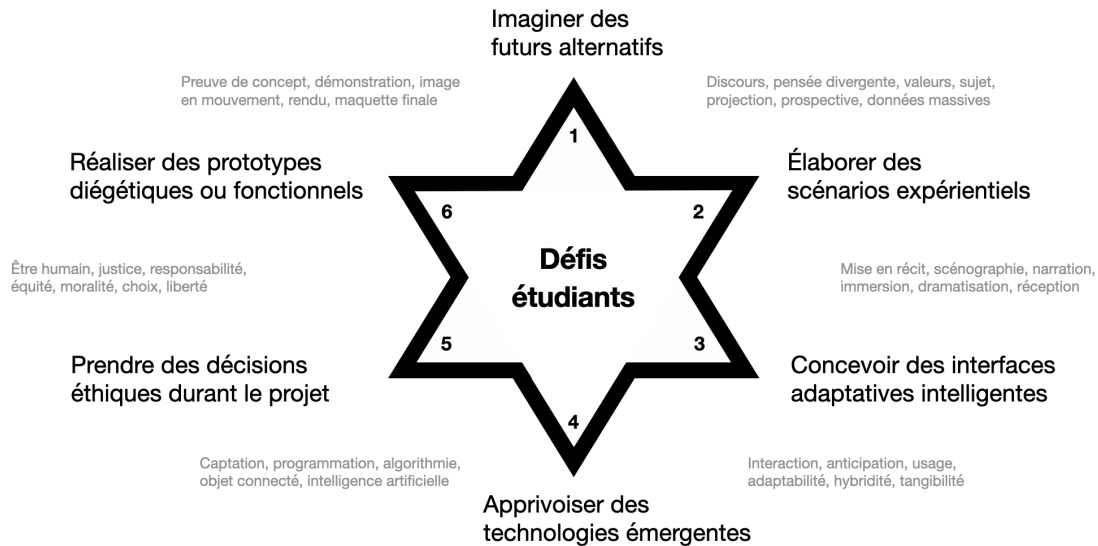 Imaginer des
futurs alternatifs
Preuve de concept, démonstration, image
en mouvement, rendu, maquette finale
Discours, pensée divergente, valeurs, sujet,
projection, prospective, données massives
1
Réaliser des prototypes
diégétiques ou fonctionnels
Élaborer des
scénarios expérientiels
6
2
Défis
étudiants
Être humain, justice, responsabilité,
équité, moralité, choix, liberté
Mise en récit, scénographie, narration,
immersion, dramatisation, réception
5
3
Prendre des décisions
éthiques durant le projet
Concevoir des interfaces
adaptatives intelligentes
4
Captation, programmation, algorithmie,
objet connecté, intelligence artificielle
Interaction, anticipation, usage,
adaptabilité, hybridité, tangibilité
Apprivoiser des
technologies émergentes